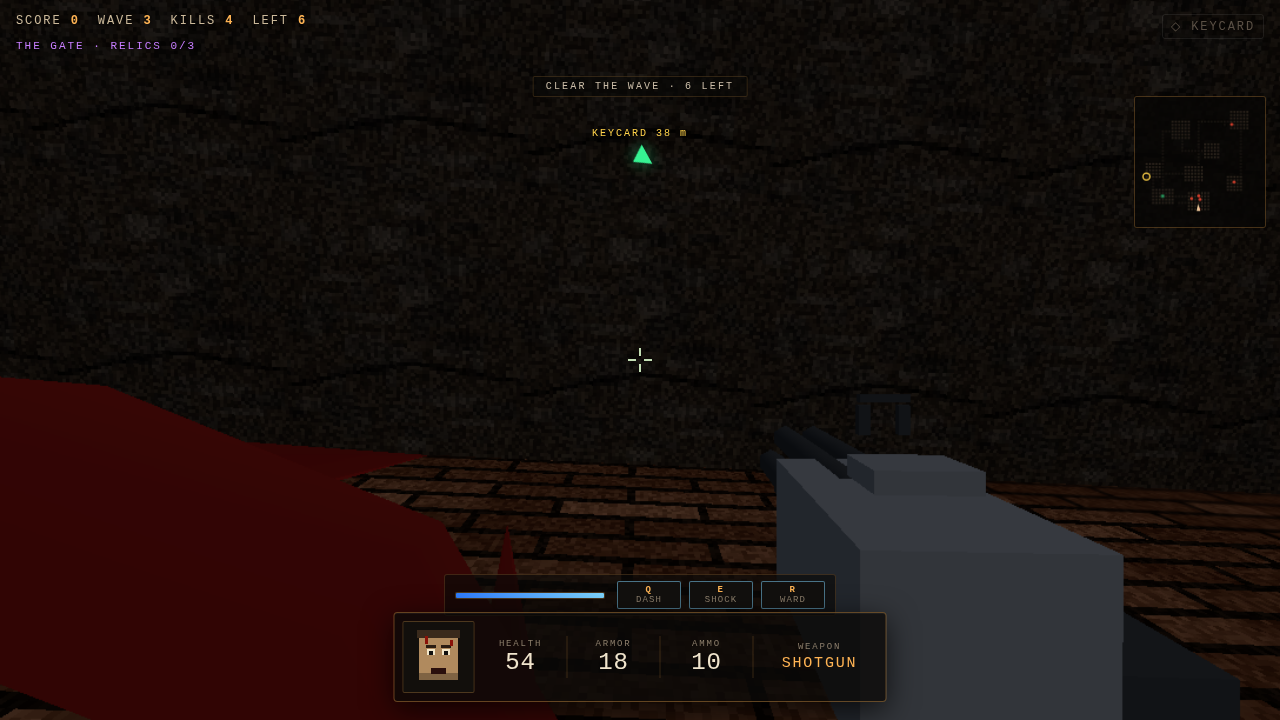 SCORE 0 WAVE 3 KILLS 4 LEFT 6
◇ KEYCARD
THE GATE · RELICS 0/3
CLEAR THE WAVE · 6 LEFT
KEYCARD 38 m
Q E R
DASH SHOCK WARD
HEALTH ARMOR AMMO WEAPON
54 18 10 SHOTGUN